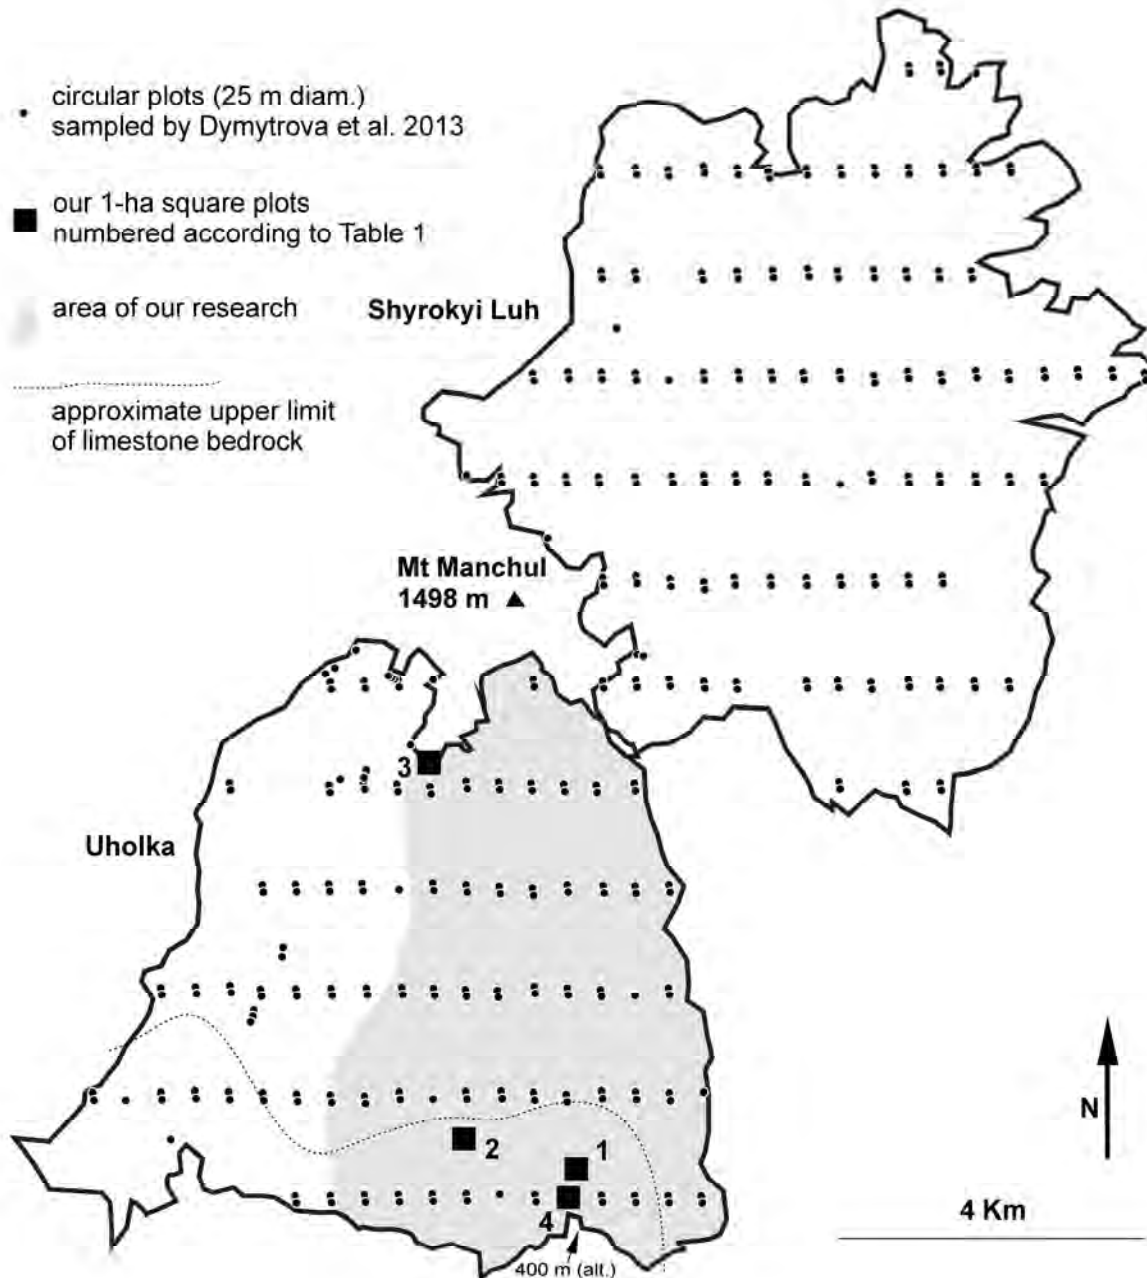 circular plots (25 m diam.)
sampled by Dymytrova et al. 2013
our 1-ha square plots
numbered according to Table 1
area of our research
Shyrokyi Luh
approximate upper limit
of limestone bedrock
Mt Manchul
1498 m
3
Uholka
N
2
1
4
4 Km
400 m (alt.)